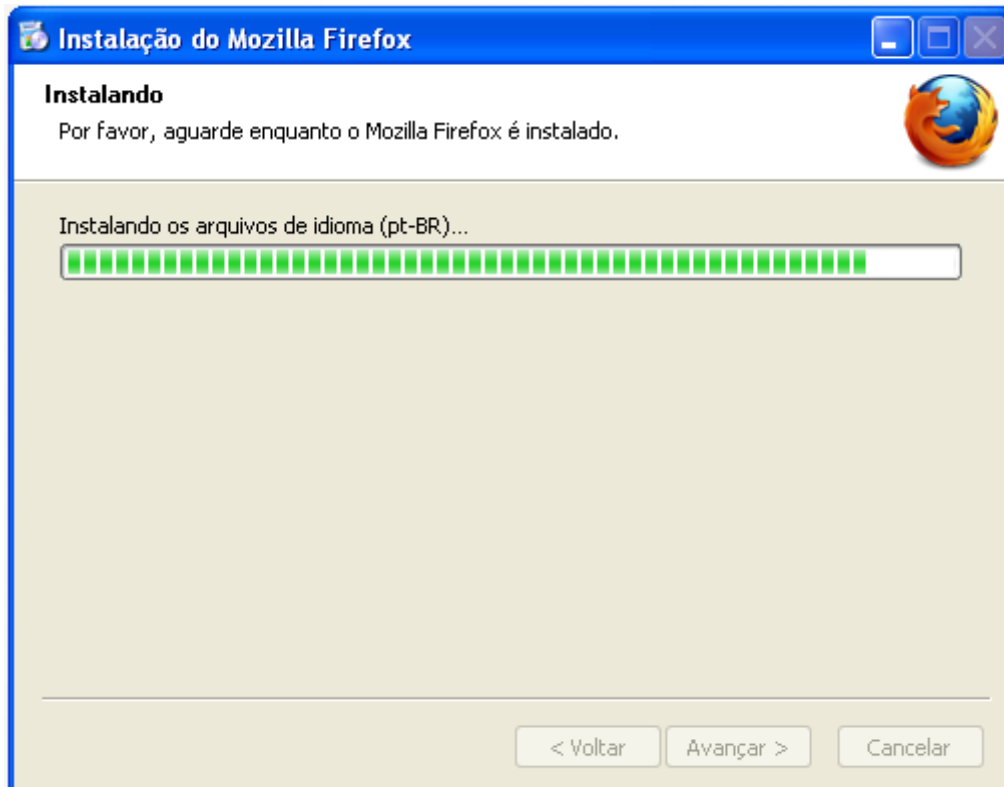 Instalação do Mozilla Firefox
Instalando
Por favor, aguarde enquanto o Mozilla Firefox é instalado.
Instalando os arquivos de idioma (pt-BR)...
< Voltar
Avançar >
Cancelar